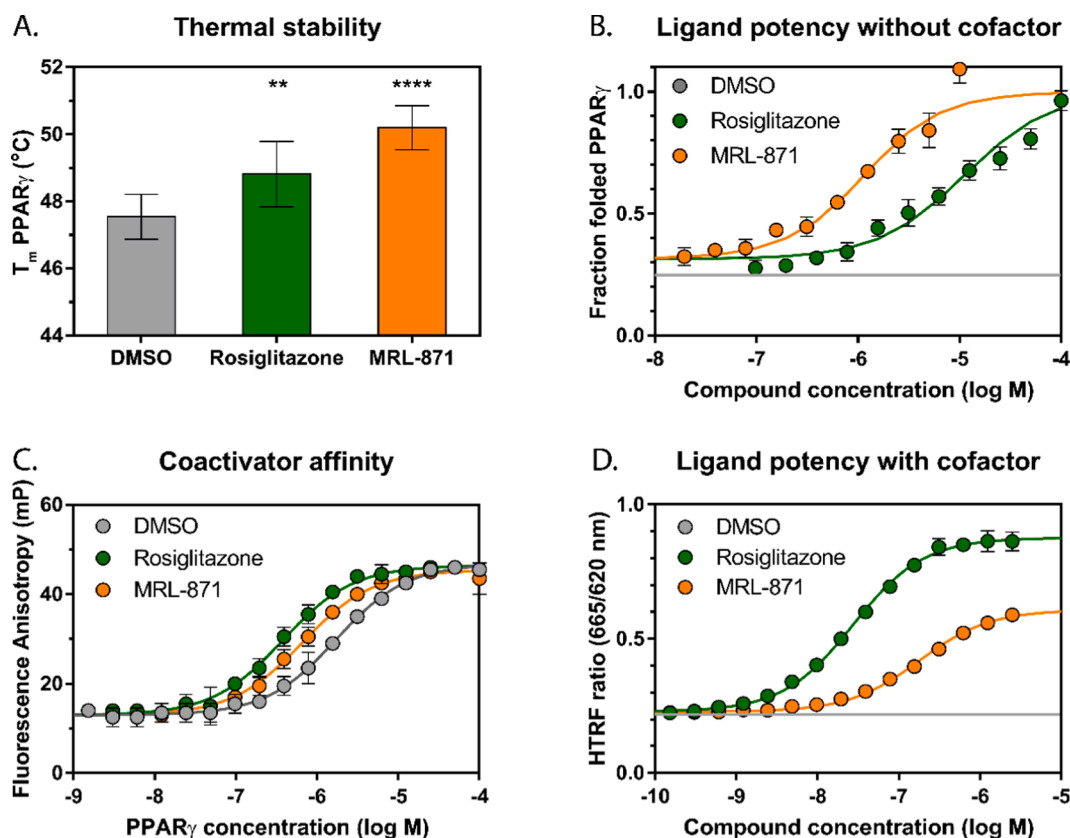 A. Thermal stability
52
50
48
46
44
Tm PPARγ (°C)
**
****
DMSO Rosiglitazone MRL-871
B. Ligand potency without cofactor
1.0
0.5
0.0
Fraction folded PPARγ
DMSO
Rosiglitazone
MRL-871
-8 -7 -6 -5 -4
Compound concentration (log M)
C. Coactivator affinity
60
40
20
0
Fluorescence Anisotropy (mP)
DMSO
Rosiglitazone
MRL-871
-9 -8 -7 -6 -5 -4
PPARγ concentration (log M)
D. Ligand potency with cofactor
1.0
0.5
0.0
HTRF ratio (665/620 nm)
DMSO
Rosiglitazone
MRL-871
-10 -9 -8 -7 -6 -5
Compound concentration (log M)